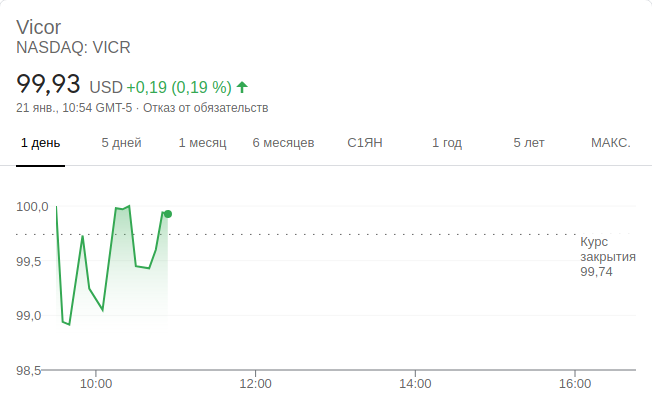 Vicor
NASDAQ: VICR
99,93 USD +0,19 (0,19 %)
21 янв., 10:54 GMT-5 · Отказ от обязательств
1 день 5 дней 1 месяц 6 месяцев С1ЯН 1 год 5 лет МАКС.
100,0
Курс
закрытия
99,74
99,5
99,0
98,5
10:00 12:00 14:00 16:00